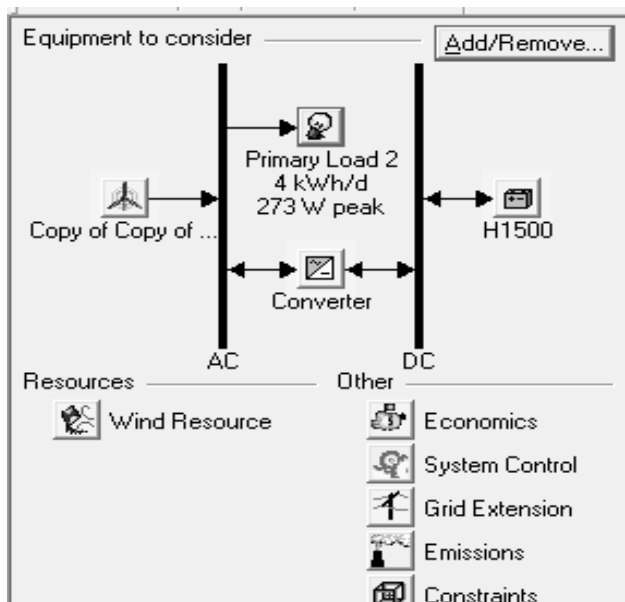 Equipment to consider
Add/Remove...
Primary Load 2
4 kWh/d
273 W peak
Copy of Copy of ...
H1500
Converter
AC
DC
Resources
Other
Wind Resource
Economics
System Control
Grid Extension
Emissions
Constraints